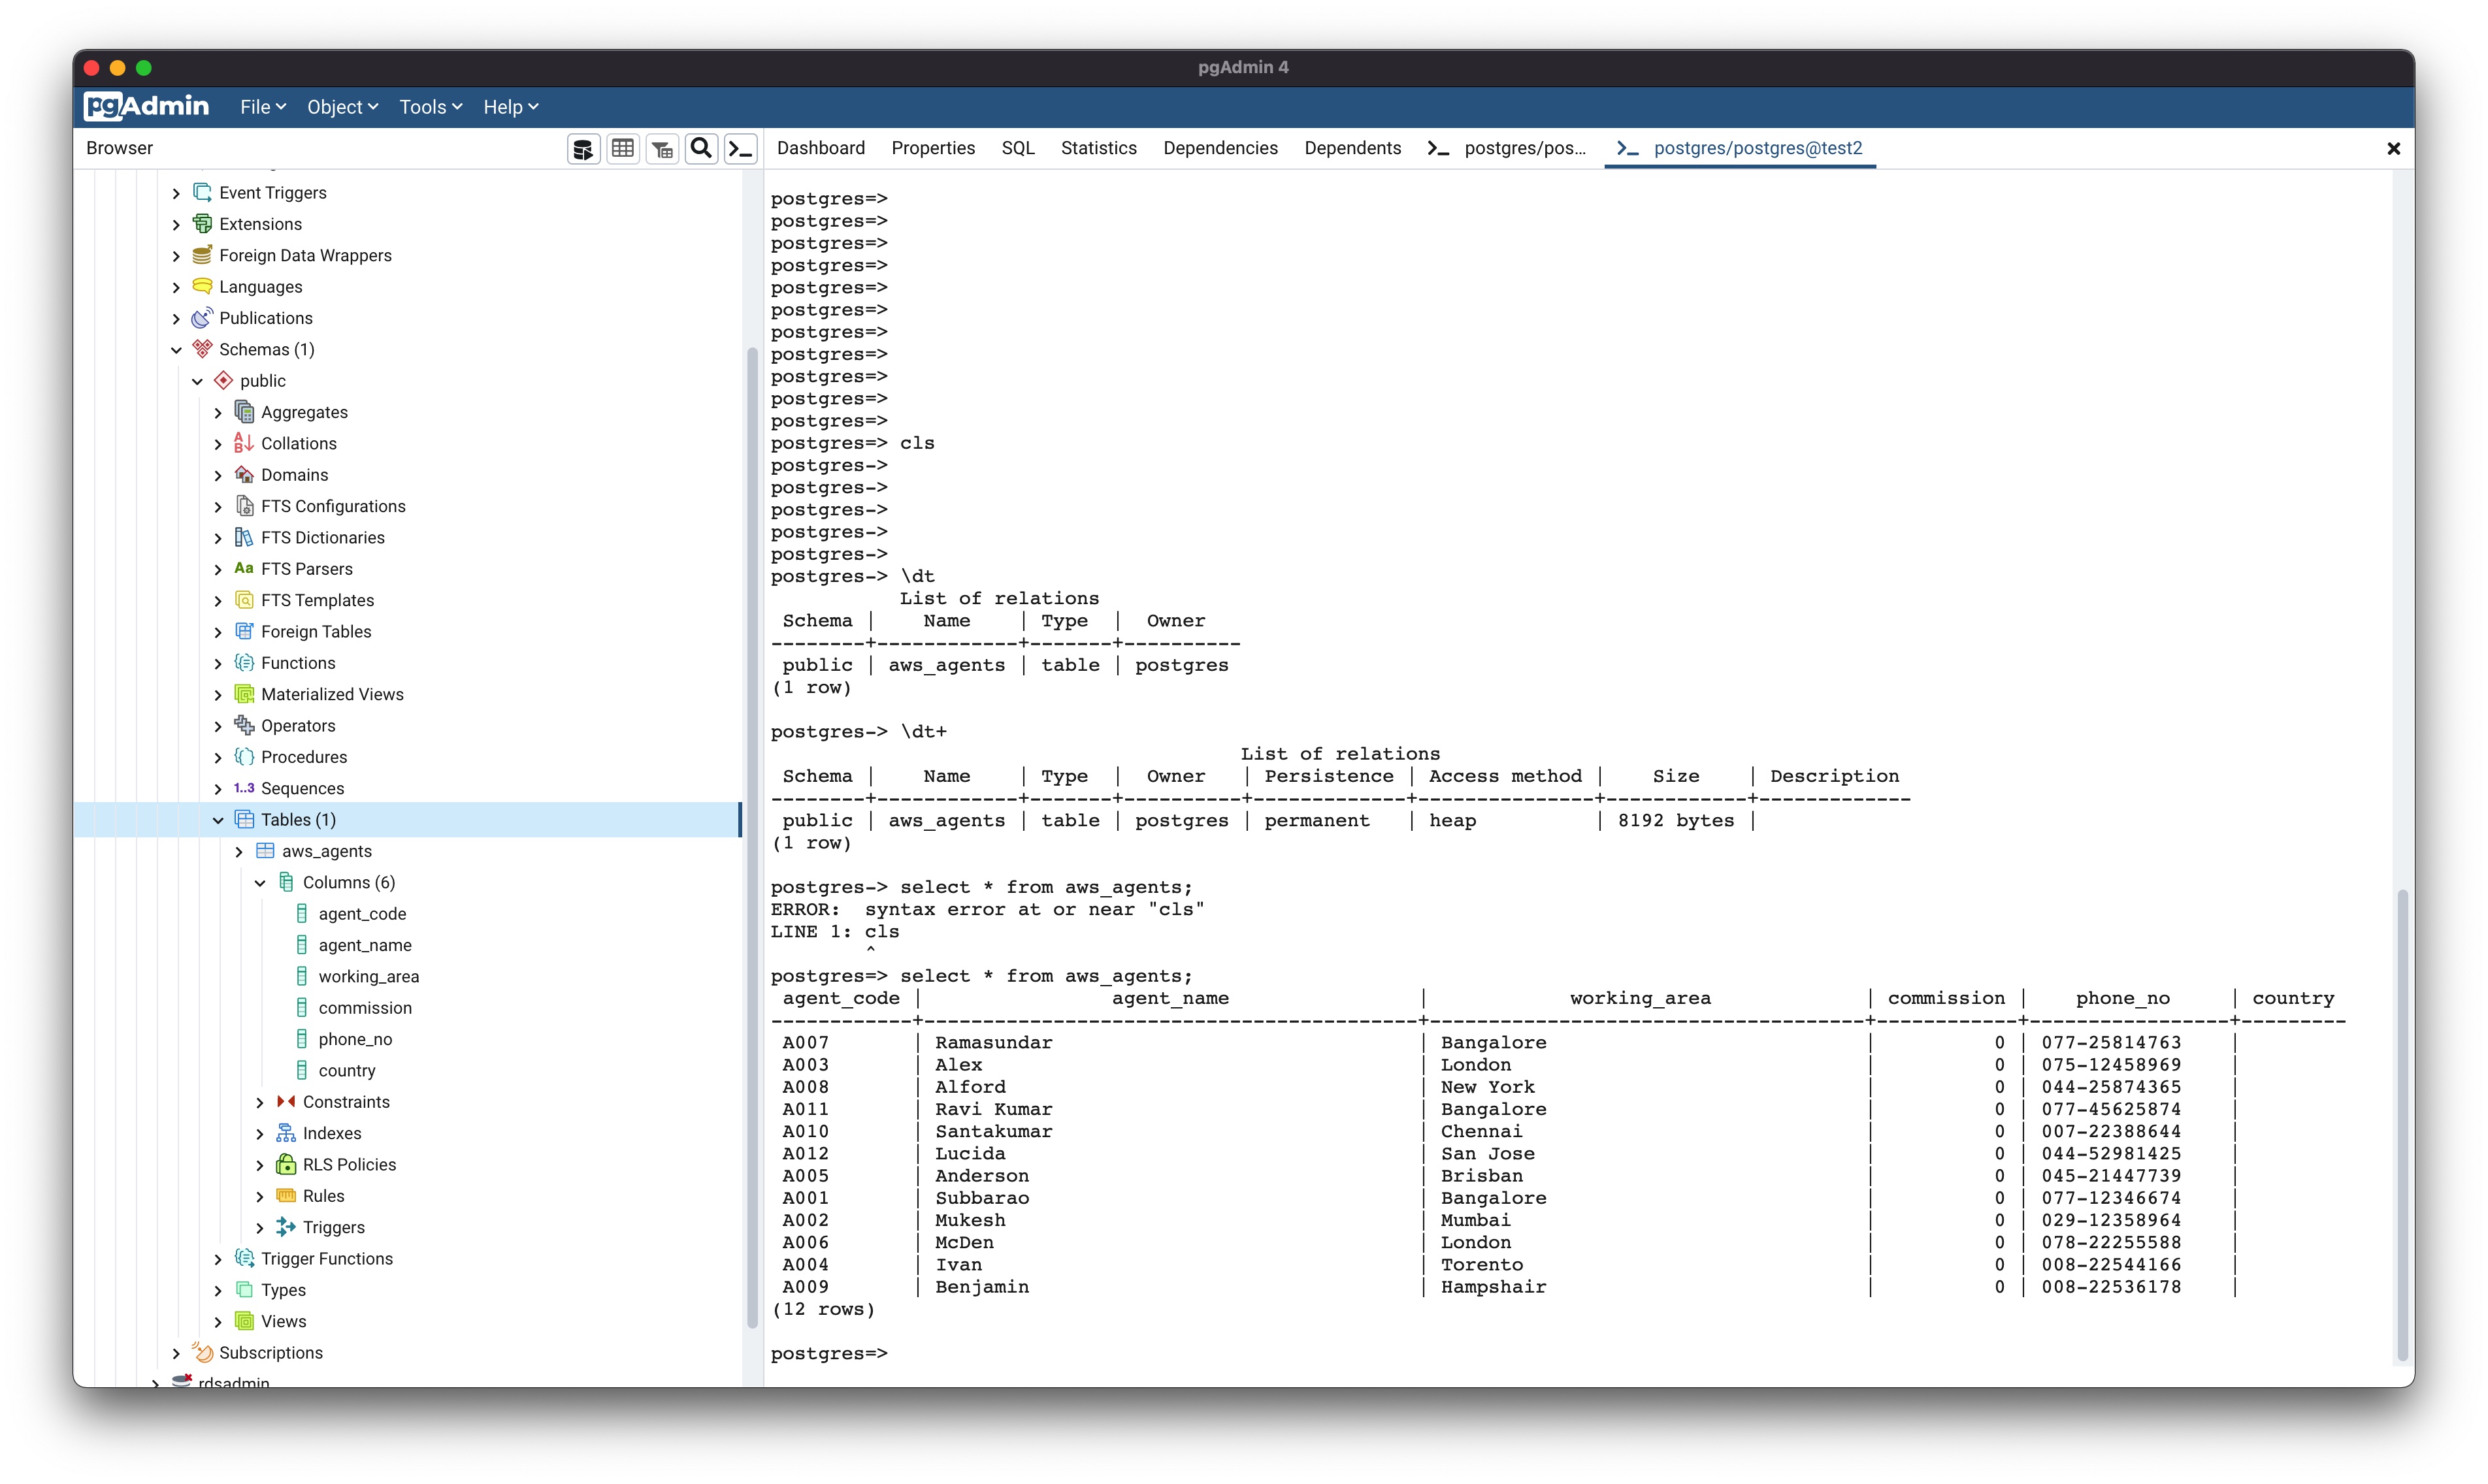 pgAdmin 4
pgAdmin File Object Tools Help
Browser
Dashboard Properties SQL Statistics Dependencies Dependents postgres/pos... postgres/postgres@test2
Event Triggers
Extensions
Foreign Data Wrappers
Languages
Publications
Schemas (1)
public
Aggregates
Collations
Domains
FTS Configurations
FTS Dictionaries
Aa FTS Parsers
FTS Templates
Foreign Tables
Functions
Materialized Views
Operators
Procedures
1..3 Sequences
Tables (1)
aws_agents
Columns (6)
agent_code
agent_name
working_area
commission
phone_no
country
Constraints
Indexes
RLS Policies
Rules
Triggers
Trigger Functions
Types
Views
Subscriptions
rdsadmin
postgres=>
postgres=>
postgres=>
postgres=>
postgres=>
postgres=>
postgres=>
postgres=>
postgres=>
postgres=>
postgres=>
postgres=> cls
postgres->
postgres->
postgres->
postgres->
postgres->
postgres-> \dt
List of relations
Schema | Name | Type | Owner
--------+------------+-------+----------
public | aws_agents | table | postgres
(1 row)
postgres-> \dt+
List of relations
Schema | Name | Type | Owner | Persistence | Access method | Size | Description
--------+------------+-------+----------+-------------+---------------+------------+-------------
public | aws_agents | table | postgres | permanent | heap | 8192 bytes |
(1 row)
postgres-> select * from aws_agents;
ERROR:  syntax error at or near "cls"
LINE 1: cls
^
postgres=> select * from aws_agents;
agent_code | agent_name | working_area | commission | phone_no | country
------------+------------------------------------------+-------------------------------------+------------+-----------------+---------
A007 | Ramasundar | Bangalore | 0 | 077-25814763 |
A003 | Alex | London | 0 | 075-12458969 |
A008 | Alford | New York | 0 | 044-25874365 |
A011 | Ravi Kumar | Bangalore | 0 | 077-45625874 |
A010 | Santakumar | Chennai | 0 | 007-22388644 |
A012 | Lucida | San Jose | 0 | 044-52981425 |
A005 | Anderson | Brisban | 0 | 045-21447739 |
A001 | Subbarao | Bangalore | 0 | 077-12346674 |
A002 | Mukesh | Mumbai | 0 | 029-12358964 |
A006 | McDen | London | 0 | 078-22255588 |
A004 | Ivan | Torento | 0 | 008-22544166 |
A009 | Benjamin | Hampshair | 0 | 008-22536178 |
(12 rows)
postgres=>